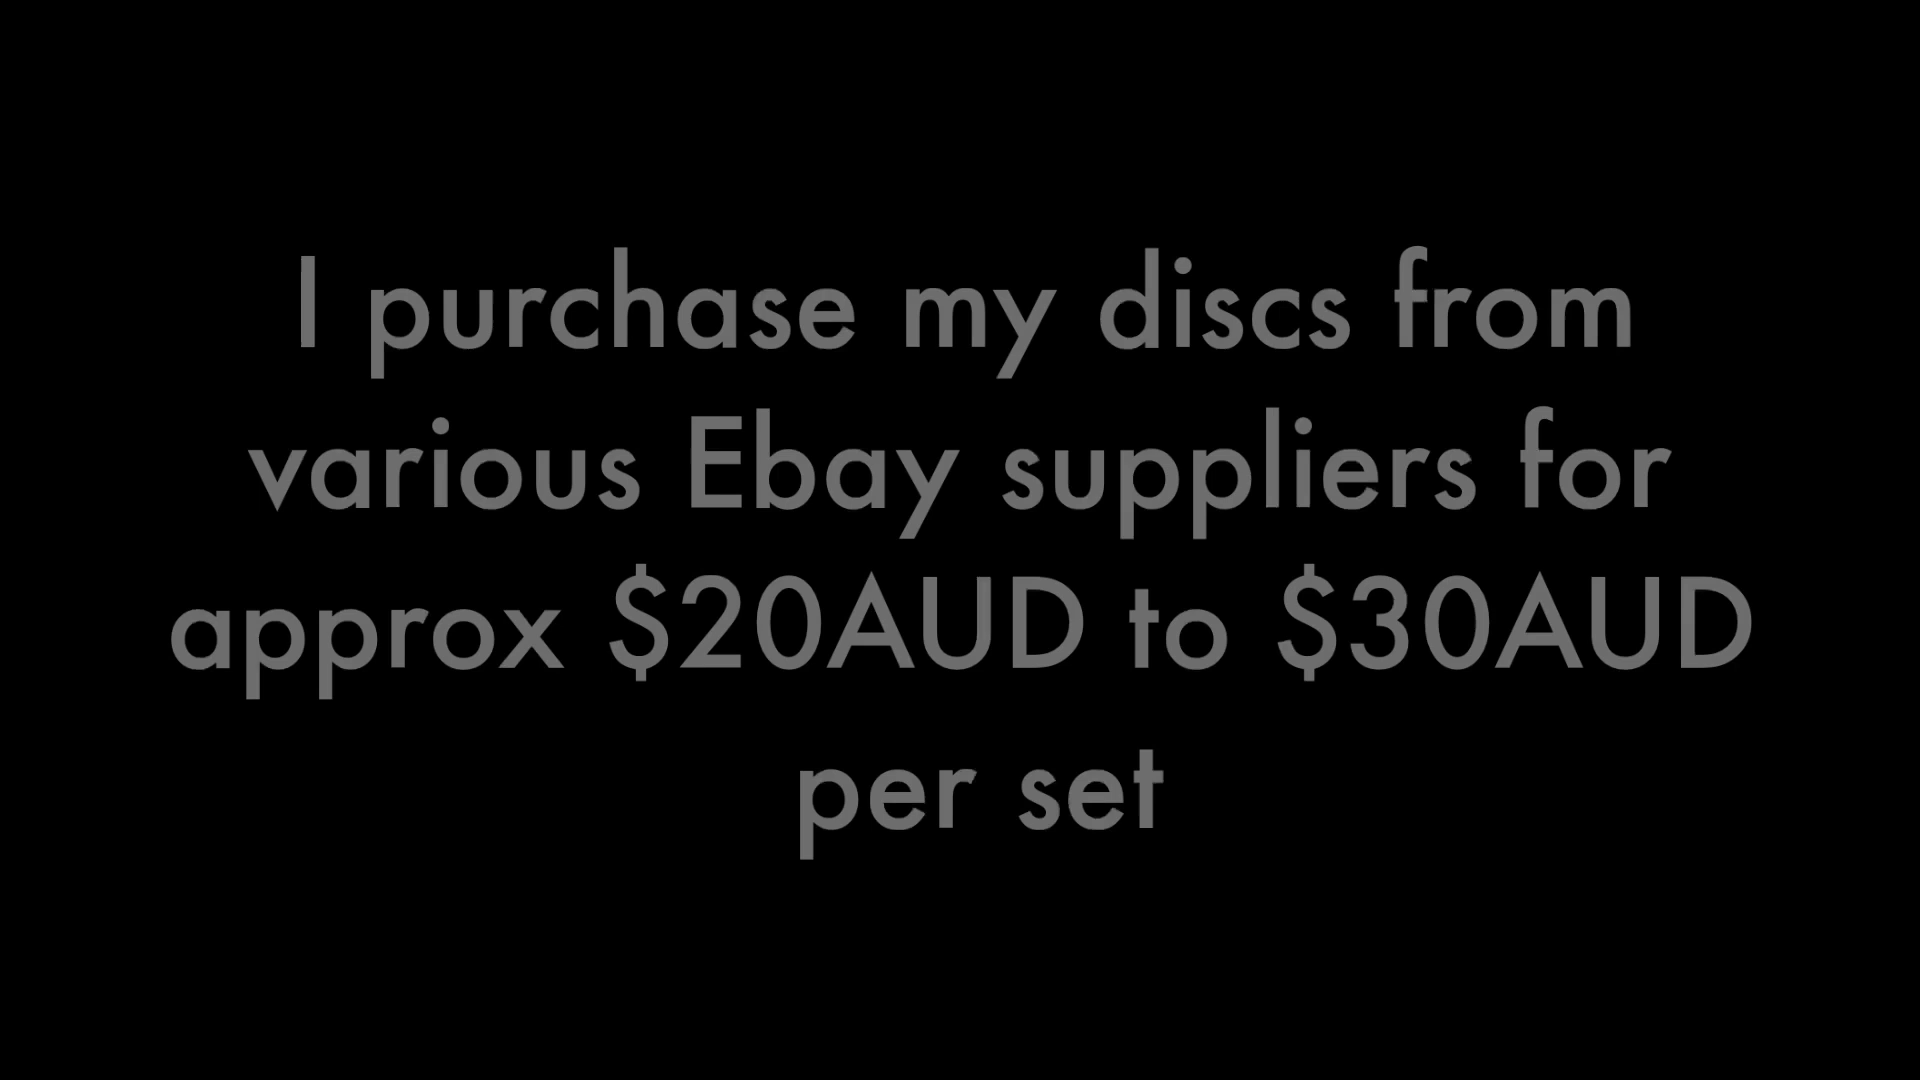 I purchase my discs from
various Ebay suppliers for
approx $20AUD to $30AUD
per set